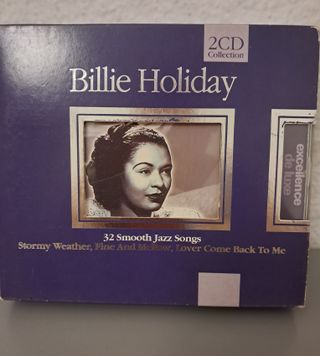 2CD
Collection
Billie Holiday
excellence
de luxe
32 Smooth Jazz Songs
Stormy Weather, Fine And Mellow, Lover Come Back To Me